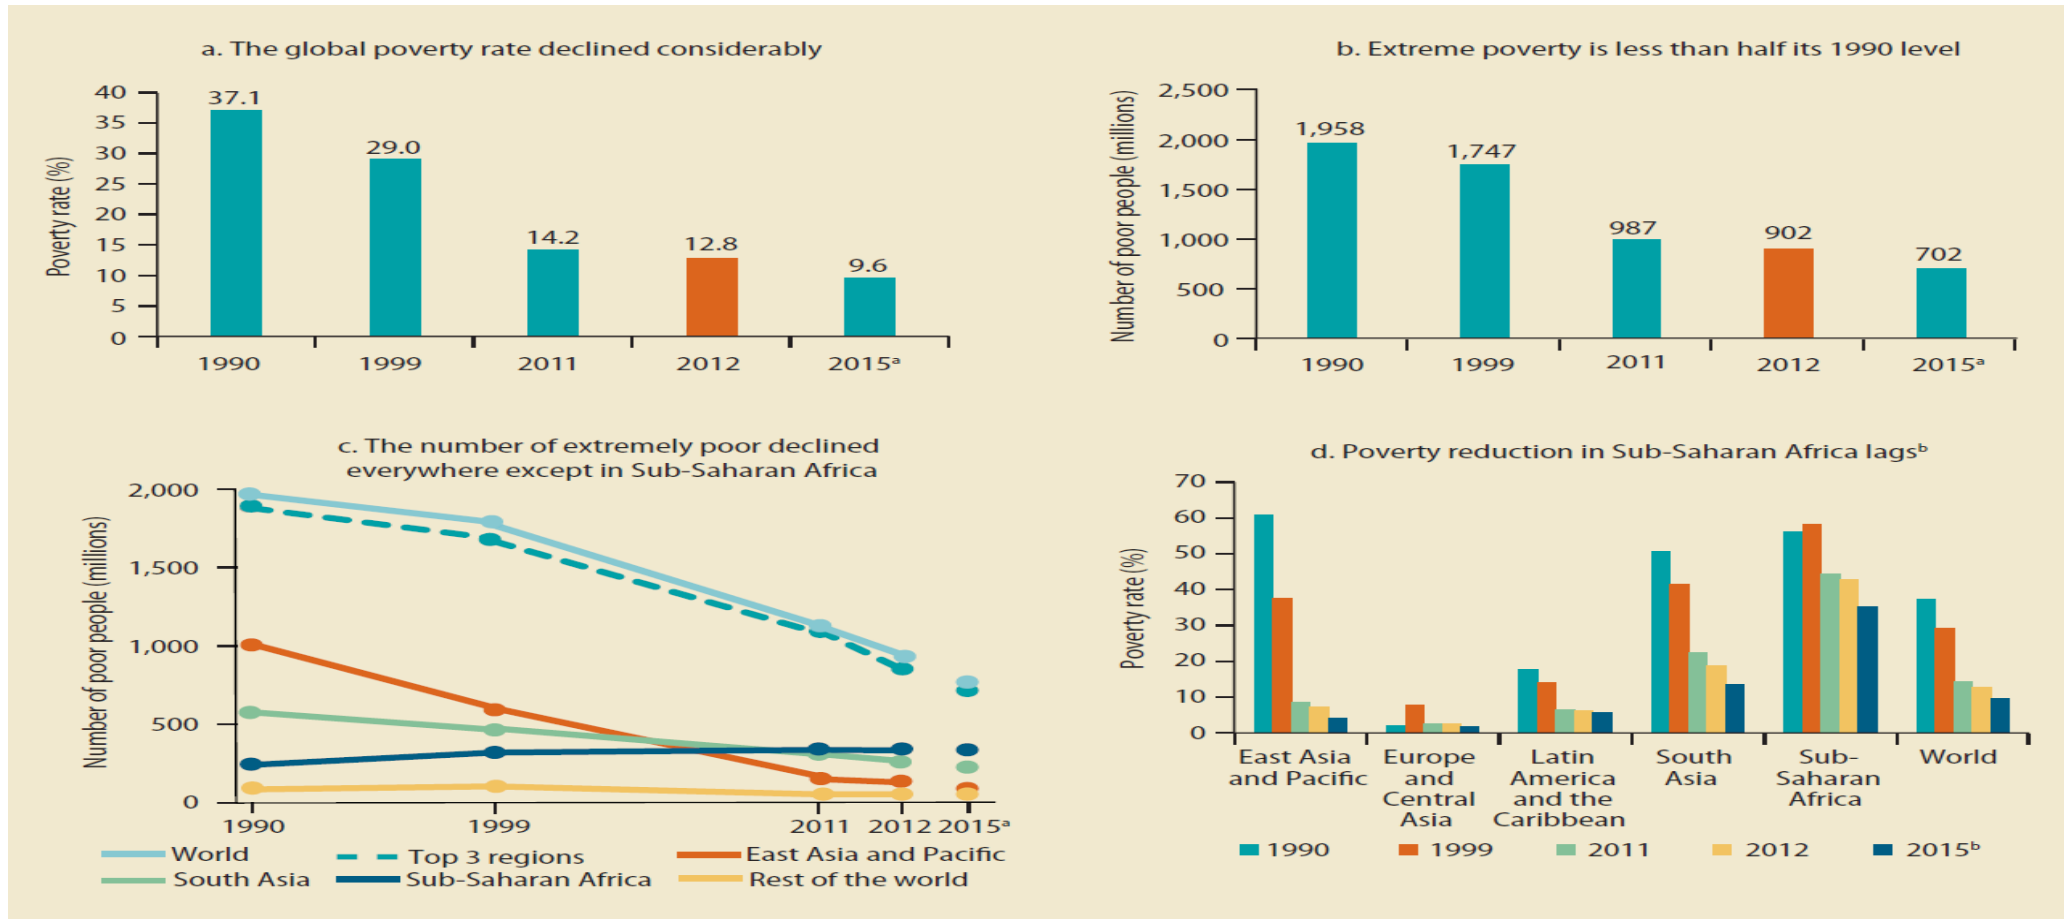 a. The global poverty rate declined considerably
Poverty rate (%)
40
35
30
25
20
15
10
5
0
37.1
29.0
14.2
12.8
9.6
1990
1999
2011
2012
2015ᵃ
b. Extreme poverty is less than half its 1990 level
Number of poor people (millions)
2,500
2,000
1,500
1,000
500
0
1,958
1,747
987
902
702
1990
1999
2011
2012
2015ᵃ
c. The number of extremely poor declined
everywhere except in Sub-Saharan Africa
Number of poor people (millions)
2,000
1,500
1,000
500
0
1990
1999
2011
2012
2015ᵃ
World
Top 3 regions
East Asia and Pacific
South Asia
Sub-Saharan Africa
Rest of the world
d. Poverty reduction in Sub-Saharan Africa lagsᵇ
Poverty rate (%)
70
60
50
40
30
20
10
0
East Asia
and Pacific
Europe
and
Central
Asia
Latin
America
and the
Caribbean
South
Asia
Sub-
Saharan
Africa
World
1990
1999
2011
2012
2015ᵇ